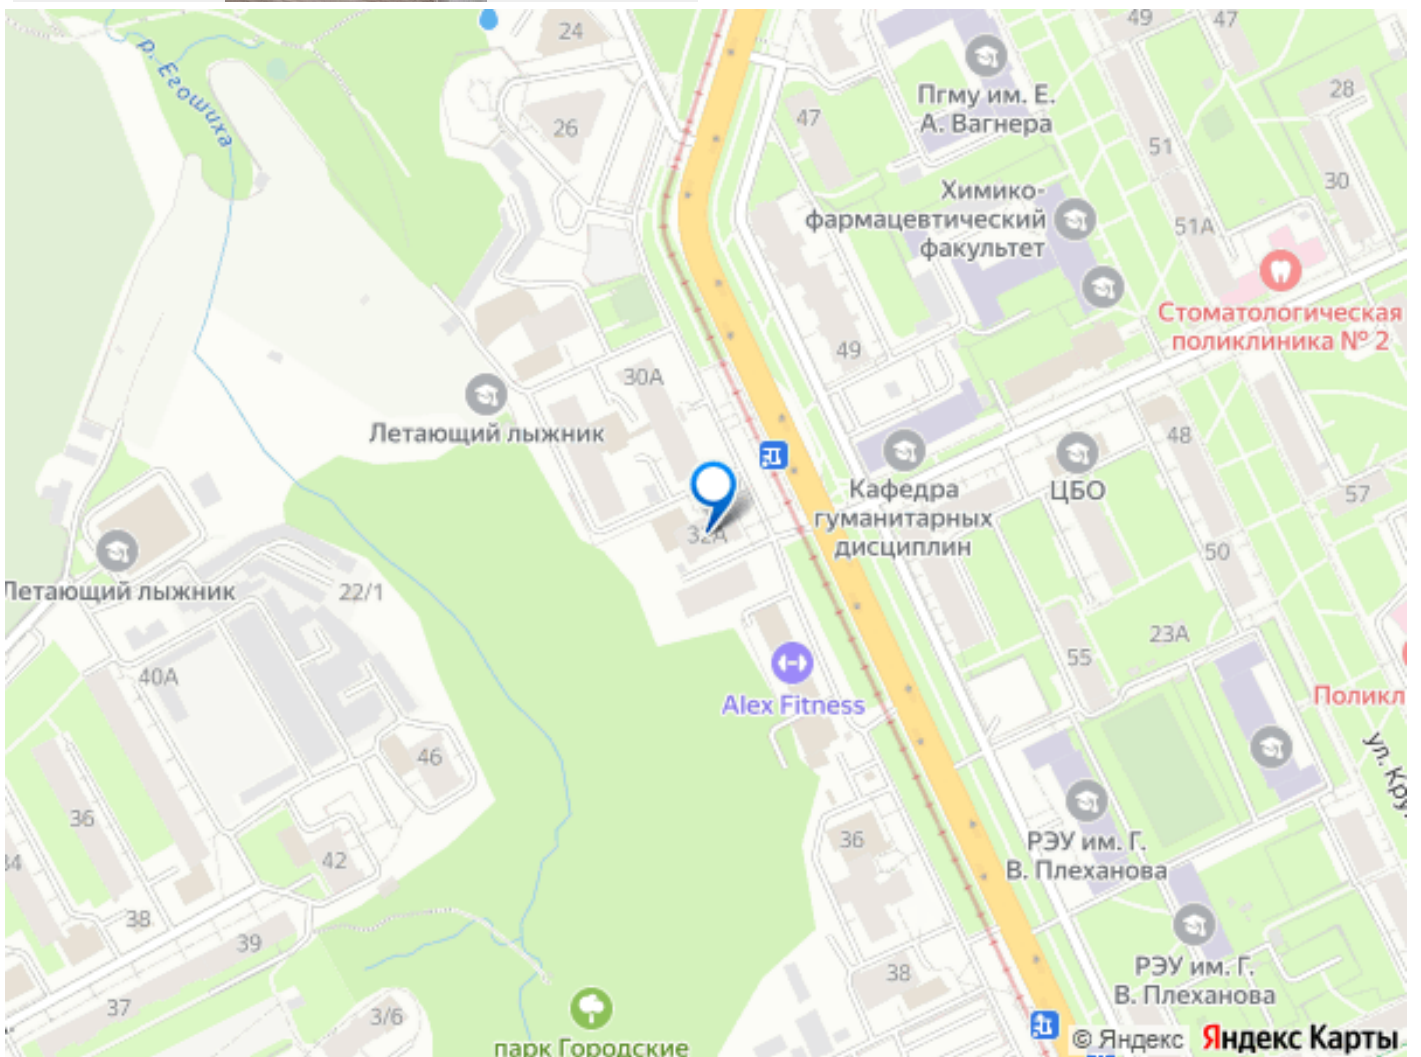 24
49
47
р. Егошиха
Пгму им. Е.
А. Вагнера
28
26
47
51
30
Химико-
фармацевтический
факультет
51А
Стоматологическая
поликлиника № 2
49
30А
Летающий лыжник
48
Кафедра
гуманитарных
дисциплин
ЦБО
57
32А
50
Летающий лыжник
22/1
23А
55
40А
Alex Fitness
Поликл
ул. Кру
46
36
34
42
36
РЭУ им. Г.
В. Плеханова
38
39
38
РЭУ им. Г.
В. Плеханова
37
3/6
парк Городские
© Яндекс Яндекс Карты